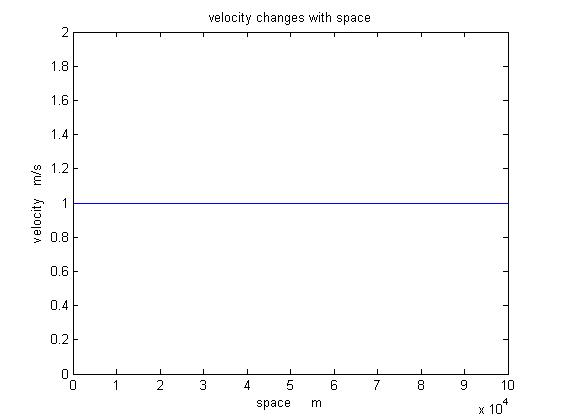 velocity changes with space
2
1.8
1.6
1.4
1.2
1
0.8
0.6
0.4
0.2
0
velocity m/s
0 1 2 3 4 5 6 7 8 9 10
space m
x 10^4